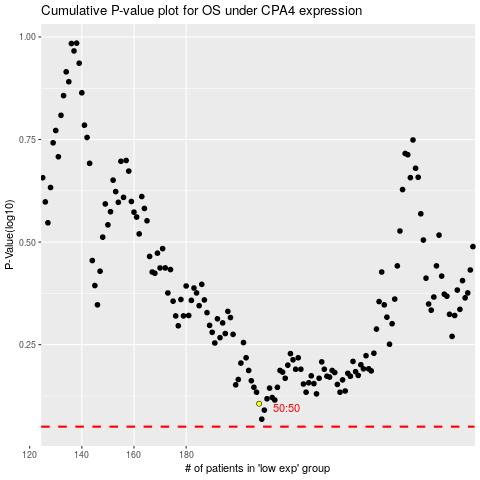 Cumulative P-value plot for OS under CPA4 expression
P-Value(log10)
1.00
0.75
0.50
0.25
50:50
120 140 160 180
# of patients in 'low exp' group